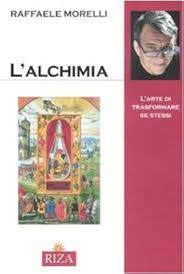 RAFFAELE MORELLI
L'ALCHIMIA
L'ARTE DI
TRASFORMARE
SE STESSI
RIZA